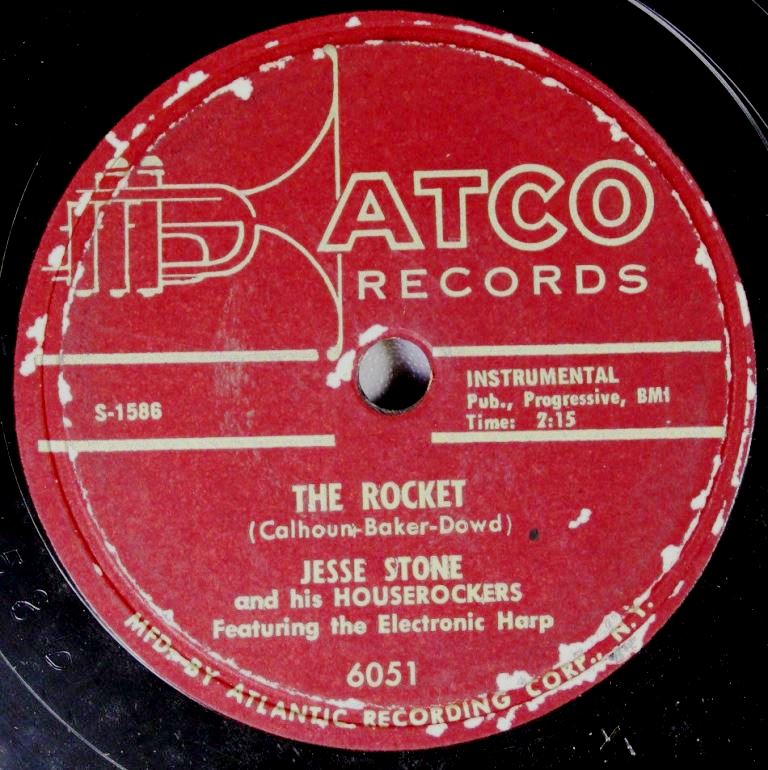 ATCO
RECORDS
S-1586
INSTRUMENTAL
Pub., Progressive, BMI
Time: 2:15
THE ROCKET
(Calhoun-Baker-Dowd)
JESSE STONE
and his HOUSEROCKERS
Featuring the Electronic Harp
6051
MFD. BY ATLANTIC RECORDING CORP., N.Y.